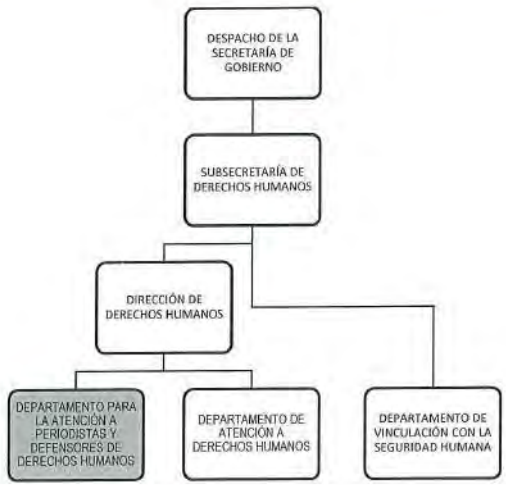 DESPACHO DE LA
SECRETARÍA DE
GOBIERNO
SUBSECRETARÍA DE
DERECHOS HUMANOS
DIRECCIÓN DE
DERECHOS HUMANOS
DEPARTAMENTO PARA
LA ATENCIÓN A
PERIODISTAS Y
DEFENSORES DE
DERECHOS HUMANOS
DEPARTAMENTO DE
ATENCIÓN A
DERECHOS HUMANOS
DEPARTAMENTO DE
VINCULACIÓN CON LA
SEGURIDAD HUMANA